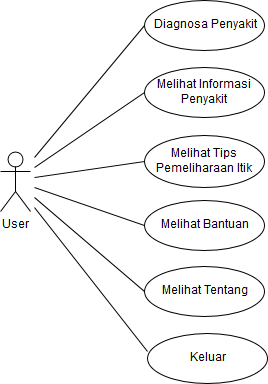 Diagnosa Penyakit
Melihat Informasi
Penyakit
Melihat Tips
Pemeliharaan Itik
User
Melihat Bantuan
Melihat Tentang
Keluar